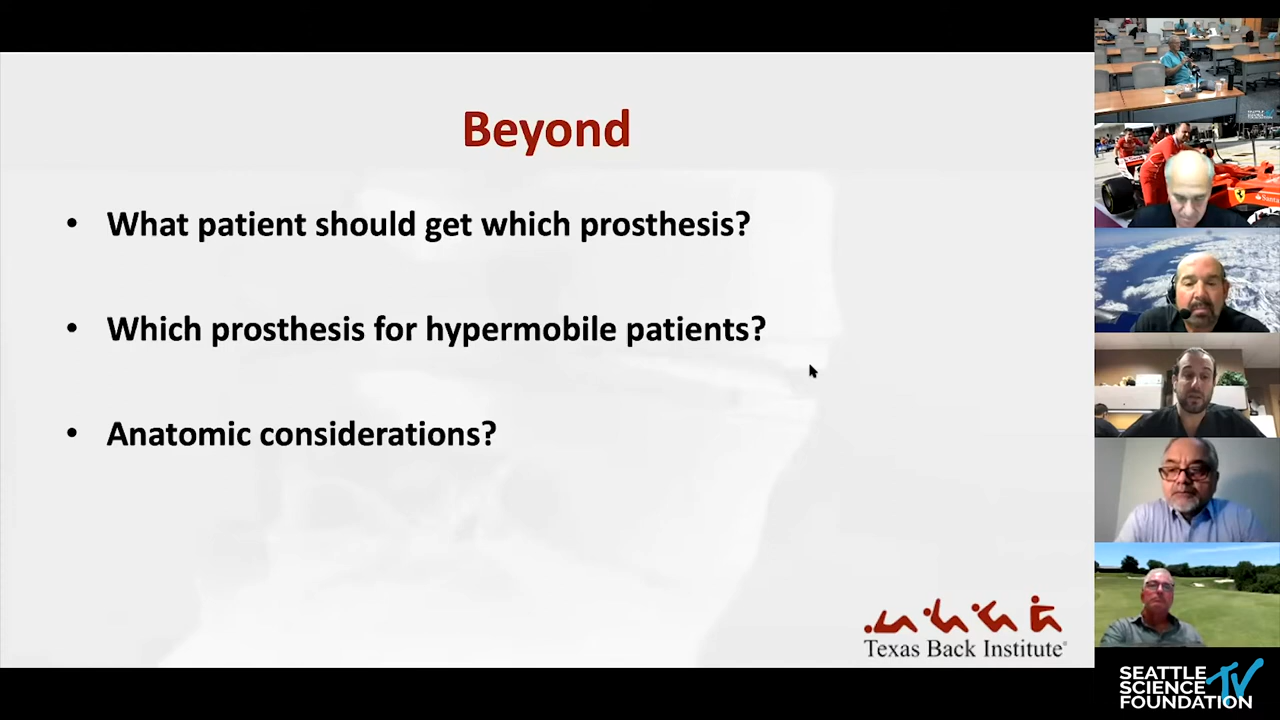 Beyond
• What patient should get which prosthesis?
• Which prosthesis for hypermobile patients?
• Anatomic considerations?
Texas Back Institute®
SEATTLE
SCIENCE TV
FOUNDATION